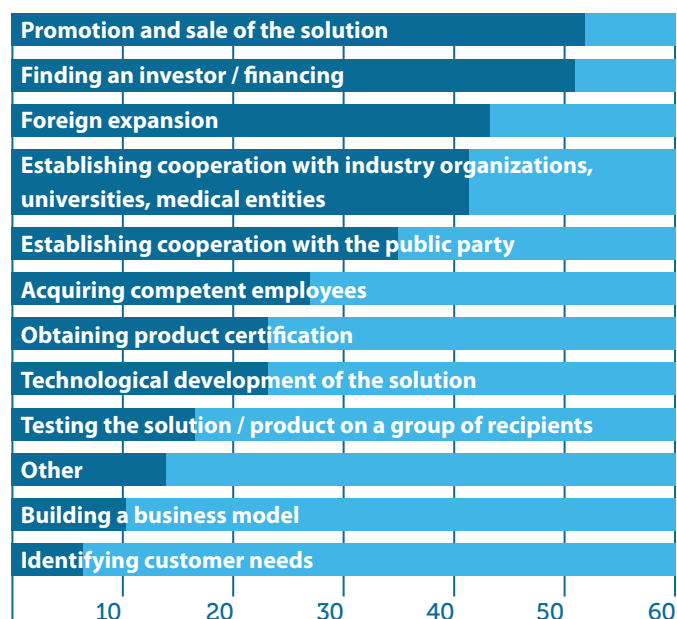 Promotion and sale of the solution
Finding an investor / financing
Foreign expansion
Establishing cooperation with industry organizations,
universities, medical entities
Establishing cooperation with the public party
Acquiring competent employees
Obtaining product certification
Technological development of the solution
Testing the solution / product on a group of recipients
Other
Building a business model
Identifying customer needs
10 20 30 40 50 60